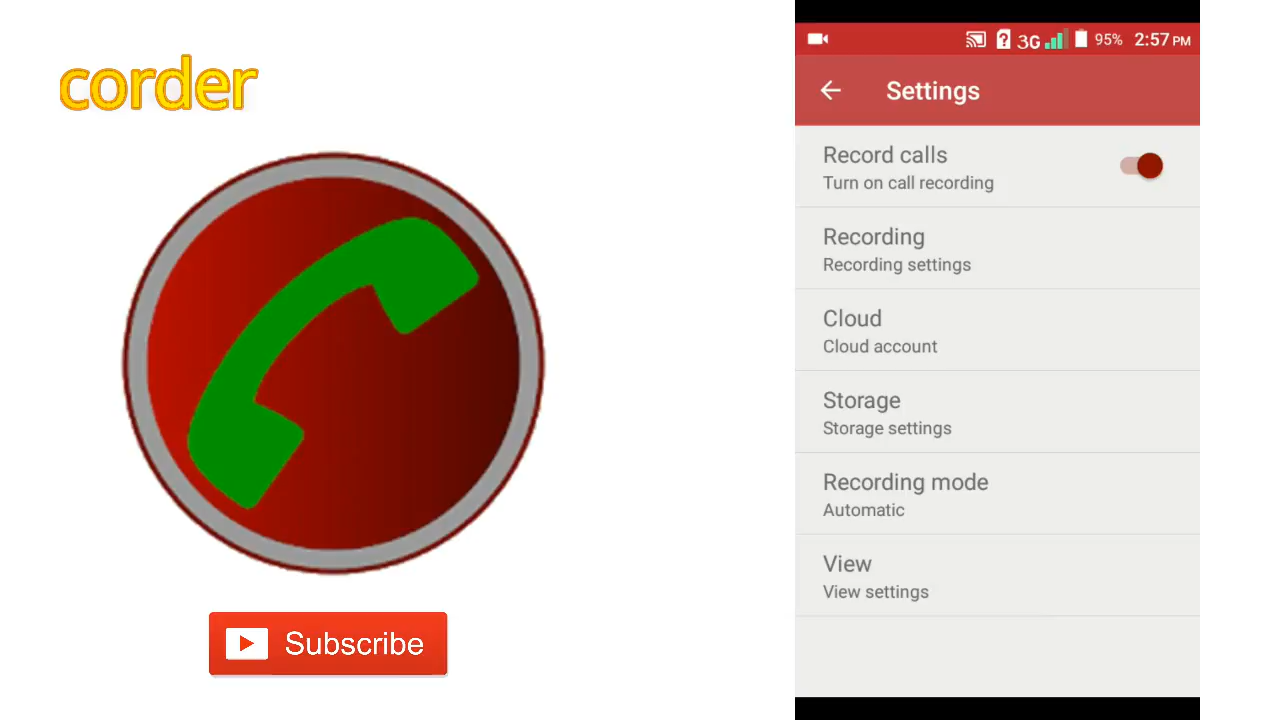 corder
Subscribe
3G 95% 2:57 PM
Settings
Record calls
Turn on call recording
Recording
Recording settings
Cloud
Cloud account
Storage
Storage settings
Recording mode
Automatic
View
View settings